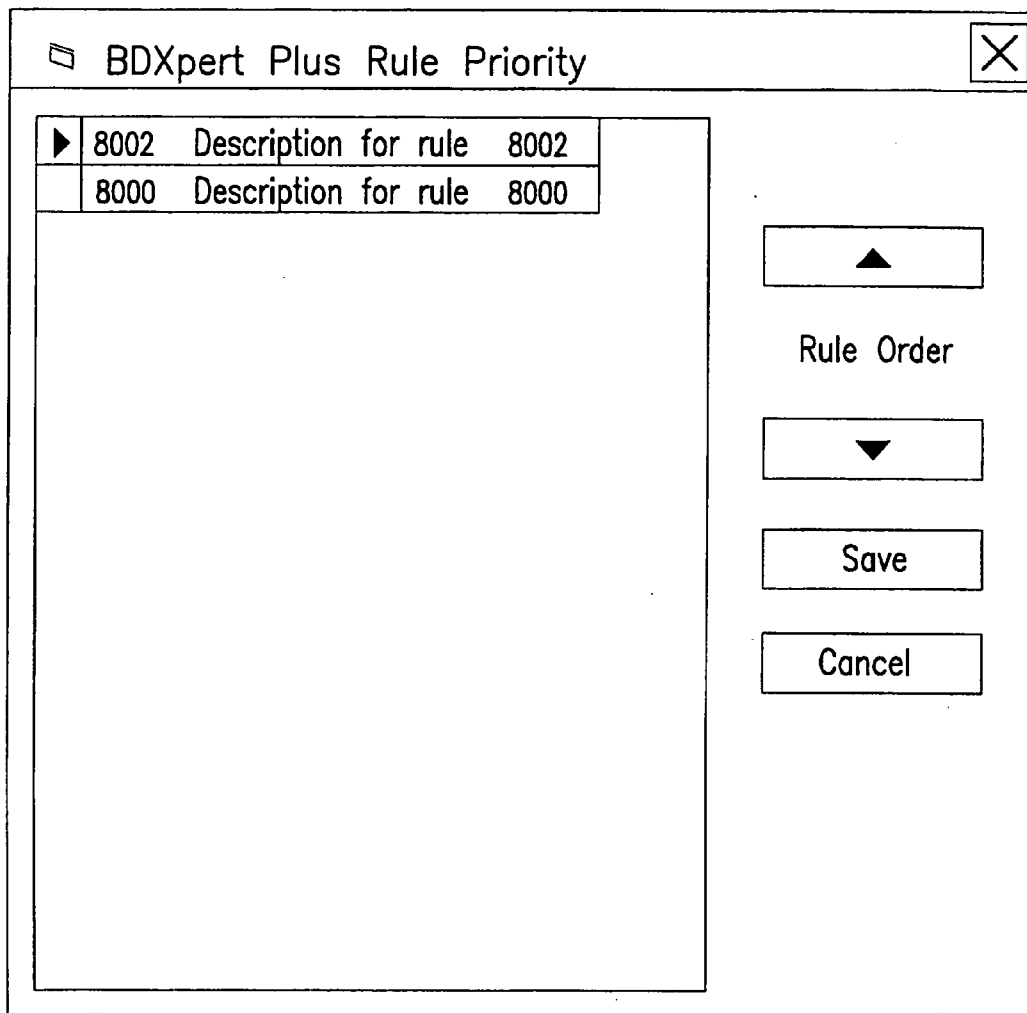 BDXpert Plus Rule Priority
8002 Description for rule 8002
8000 Description for rule 8000
Rule Order
Save
Cancel